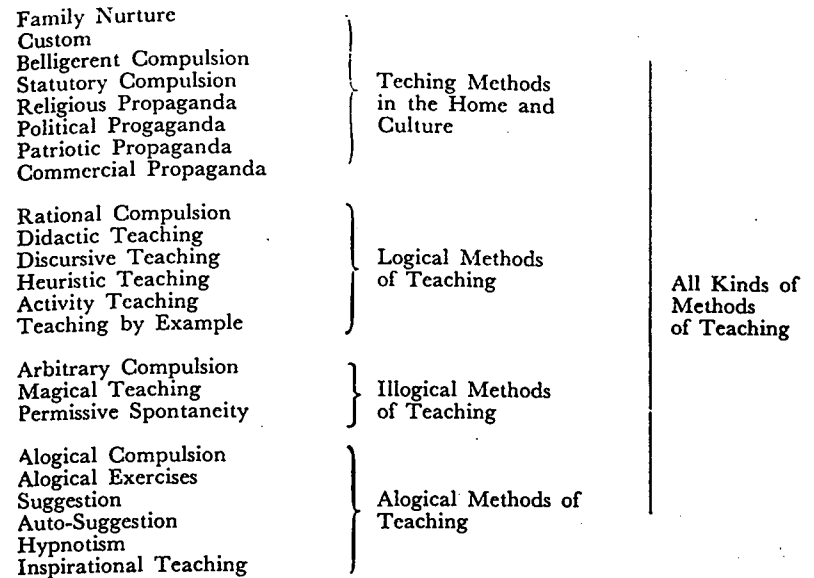 Family Nurture
Custom
Belligerent Compulsion
Statutory Compulsion
Religious Propaganda
Political Progaganda
Patriotic Propaganda
Commercial Propaganda
Teching Methods
in the Home and
Culture
Rational Compulsion
Didactic Teaching
Discursive Teaching
Heuristic Teaching
Activity Teaching
Teaching by Example
Logical Methods
of Teaching
Arbitrary Compulsion
Magical Teaching
Permissive Spontaneity
Illogical Methods
of Teaching
Alogical Compulsion
Alogical Exercises
Suggestion
Auto-Suggestion
Hypnotism
Inspirational Teaching
Alogical Methods of
Teaching
All Kinds of
Methods
of Teaching